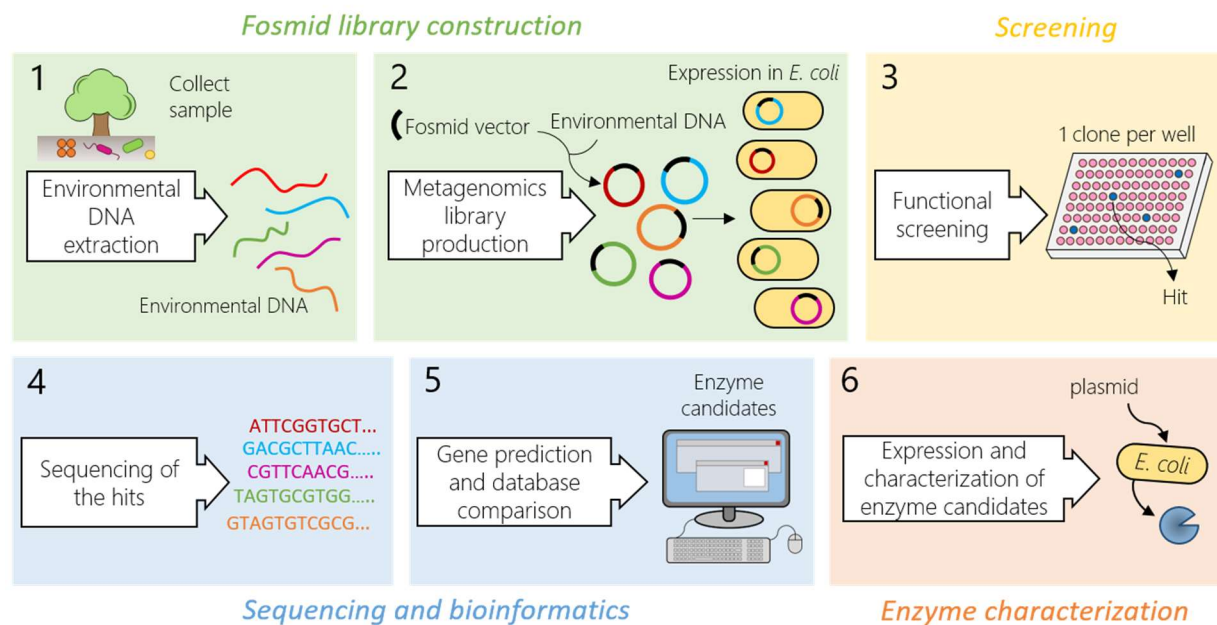 Fosmid library construction
Screening
1
Collect
sample
Environmental
DNA
extraction
Environmental DNA
2
Expression in E. coli
Fosmid vector
Environmental DNA
Metagenomics
library
production
3
1 clone per well
Functional
screening
Hit
4
Sequencing of
the hits
ATTCGGTGCT...
GACGCTTAAC.....
CGTTCAACG.....
TAGTGCGTGG.....
GTAGTGTCGCG...
5
Enzyme
candidates
Gene prediction
and database
comparison
6
plasmid
Expression and
characterization of
enzyme candidates
E. coli
Sequencing and bioinformatics
Enzyme characterization